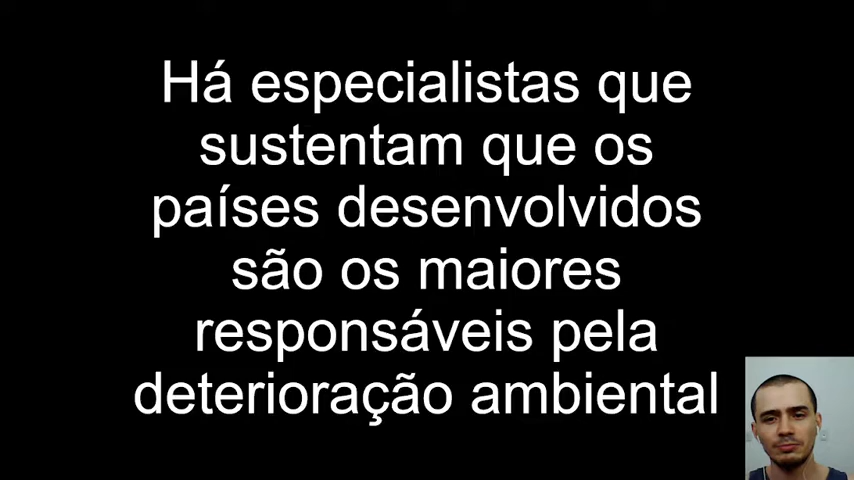 Há especialistas que
sustentam que os
países desenvolvidos
são os maiores
responsáveis pela
deterioração ambiental